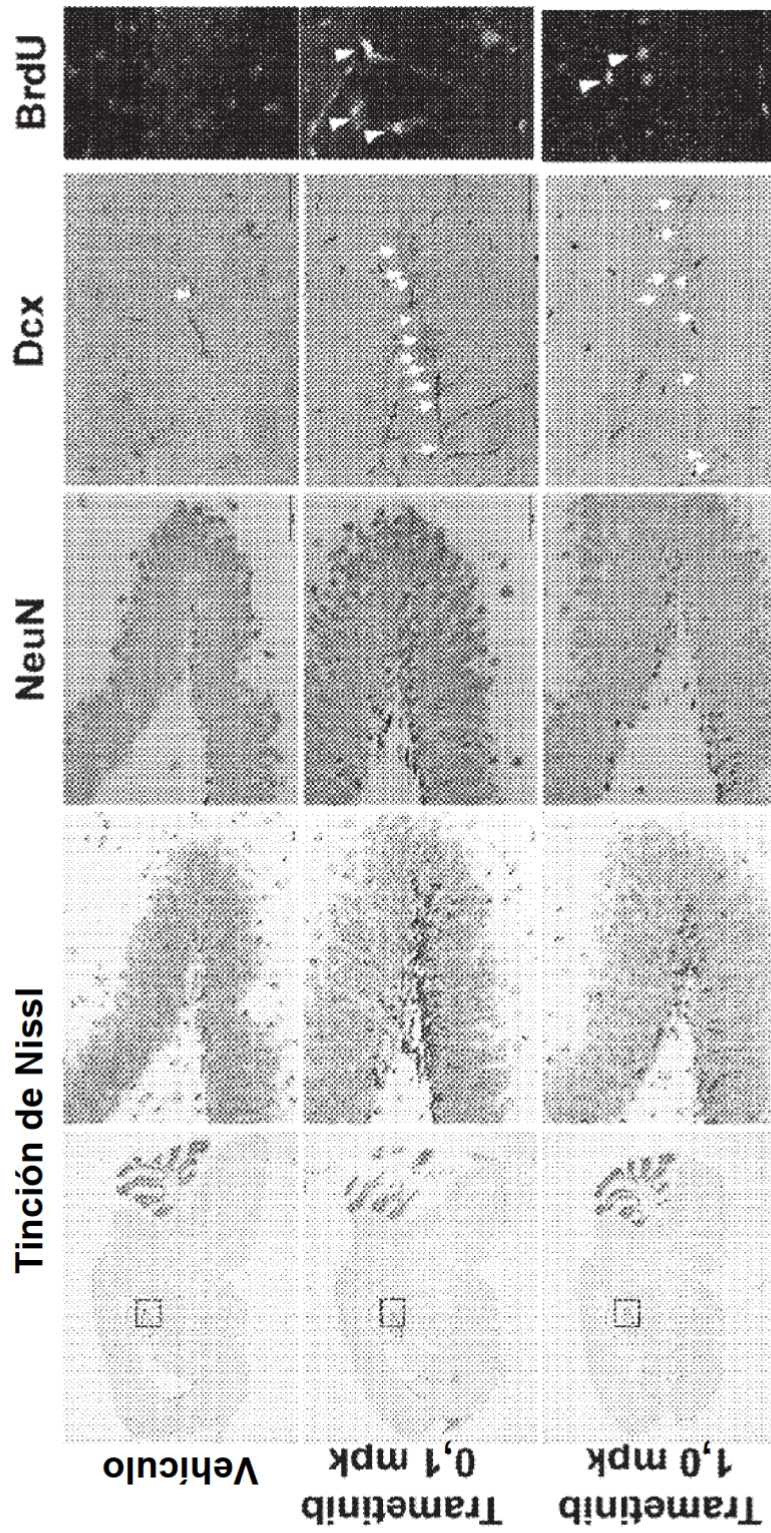 Tinción de Nissl
NeuN
Dcx
BrdU
Vehículo
Trametinib
0,1 mpk
Trametinib
1,0 mpk